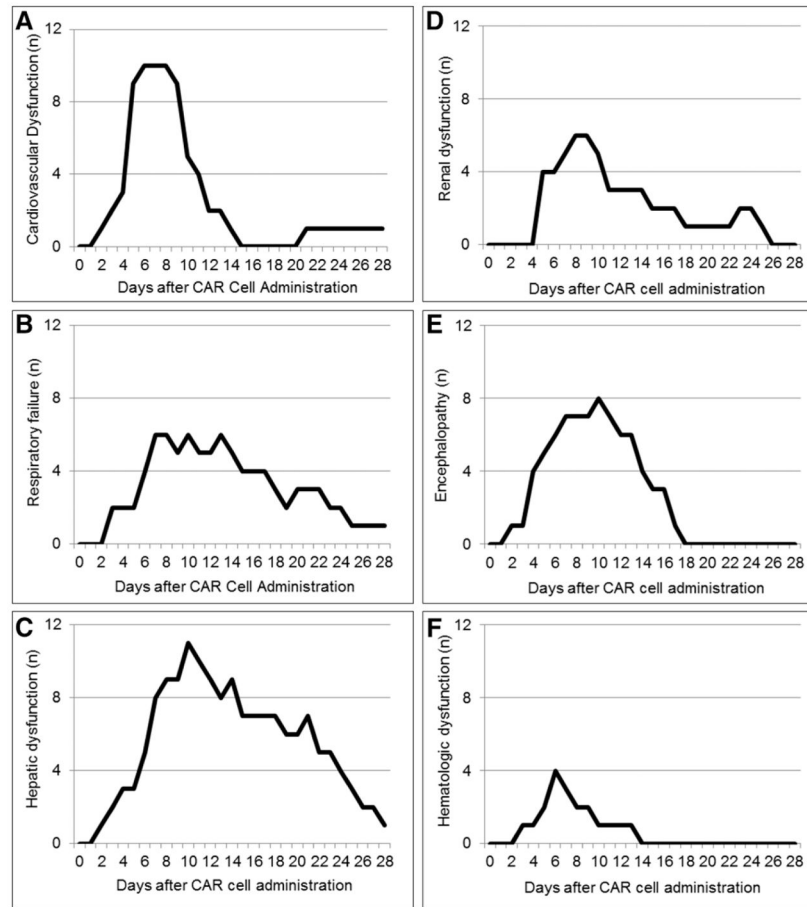 A
Cardiovascular Dysfunction (n)
12
8
4
0
0 2 4 6 8 10 12 14 16 18 20 22 24 26 28
Days after CAR Cell Administration
D
Renal dysfunction (n)
12
8
4
0
0 2 4 6 8 10 12 14 16 18 20 22 24 26 28
Days after CAR cell administration
B
Respiratory failure (n)
12
8
4
0
0 2 4 6 8 10 12 14 16 18 20 22 24 26 28
Days after CAR Cell Administration
E
Encephalopathy (n)
12
8
4
0
0 2 4 6 8 10 12 14 16 18 20 22 24 26 28
Days after CAR cell administration
C
Hepatic dysfunction (n)
12
8
4
0
0 2 4 6 8 10 12 14 16 18 20 22 24 26 28
Days after CAR cell administration
F
Hematologic dysfunction (n)
12
8
4
0
0 2 4 6 8 10 12 14 16 18 20 22 24 26 28
Days after CAR cell administration